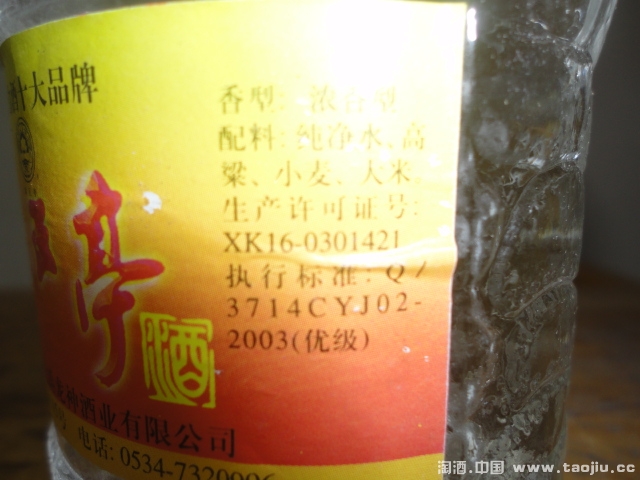 十大品牌
香型: 浓香型
配料: 纯净水、高
粱、小麦、大米
生产许可证号:
XK16-0301421
执行标准: Q/
3714CYJ02-
2003(优级)
亭
酒
酒业有限公司
电话: 0534-7320006
淘酒.中国 www.taojiu.cc